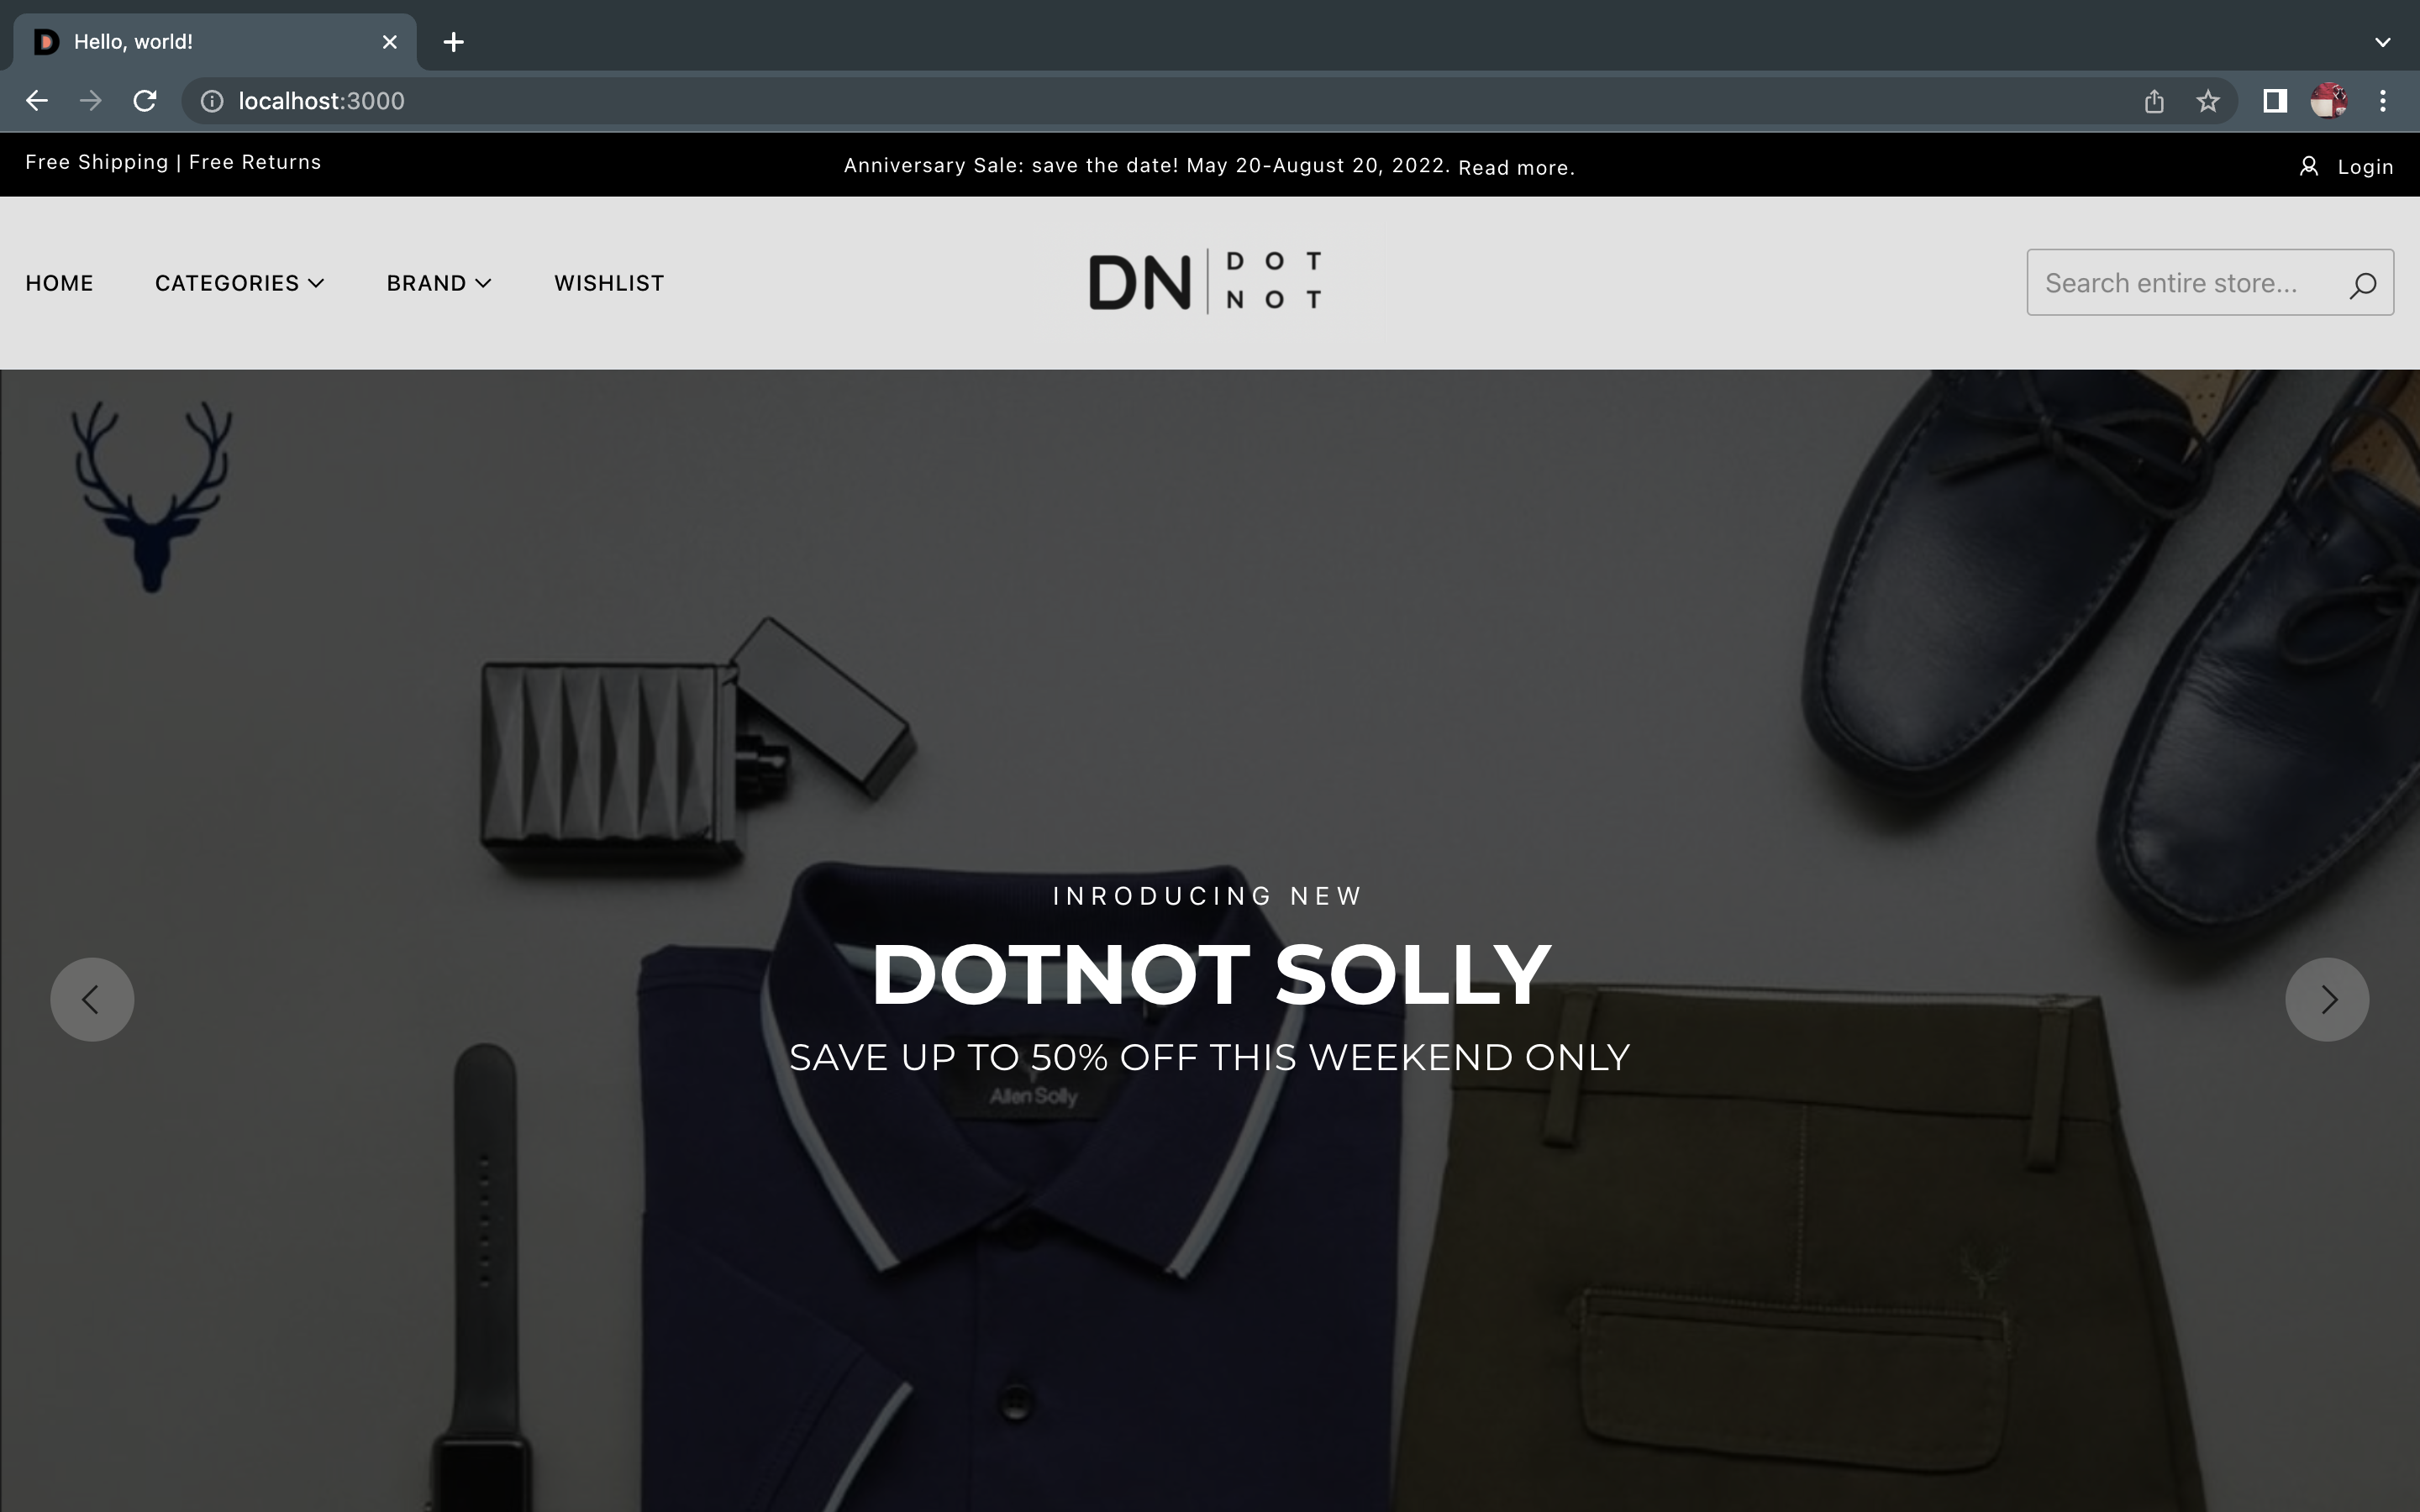 Hello, world!
localhost:3000
Free Shipping | Free Returns
Anniversary Sale: save the date! May 20-August 20, 2022. Read more.
Login
HOME
CATEGORIES
BRAND
WISHLIST
DN
DOT
NOT
Search entire store...
INRODUCING NEW
DOTNOT SOLLY
SAVE UP TO 50% OFF THIS WEEKEND ONLY
Allen Solly